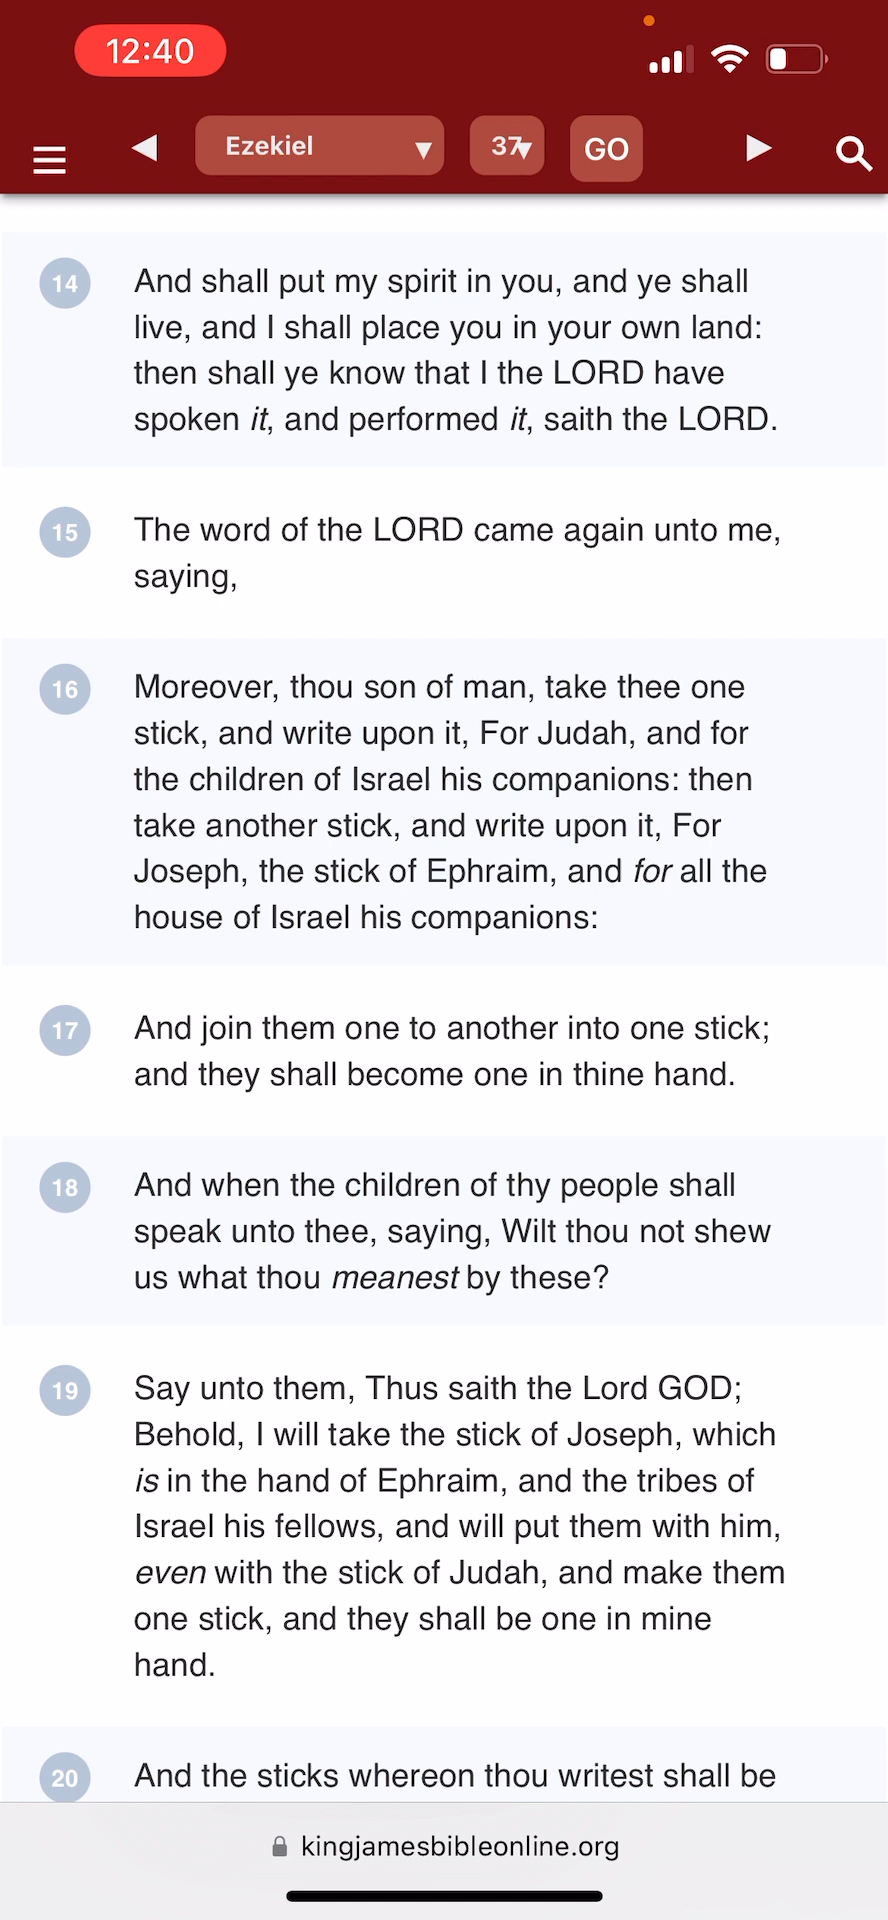 12:40
Ezekiel 37 GO
14 And shall put my spirit in you, and ye shall
live, and I shall place you in your own land:
then shall ye know that I the LORD have
spoken it, and performed it, saith the LORD.
15 The word of the LORD came again unto me,
saying,
16 Moreover, thou son of man, take thee one
stick, and write upon it, For Judah, and for
the children of Israel his companions: then
take another stick, and write upon it, For
Joseph, the stick of Ephraim, and for all the
house of Israel his companions:
17 And join them one to another into one stick;
and they shall become one in thine hand.
18 And when the children of thy people shall
speak unto thee, saying, Wilt thou not shew
us what thou meanest by these?
19 Say unto them, Thus saith the Lord GOD;
Behold, I will take the stick of Joseph, which
is in the hand of Ephraim, and the tribes of
Israel his fellows, and will put them with him,
even with the stick of Judah, and make them
one stick, and they shall be one in mine
hand.
20 And the sticks whereon thou writest shall be
kingjamesbibleonline.org